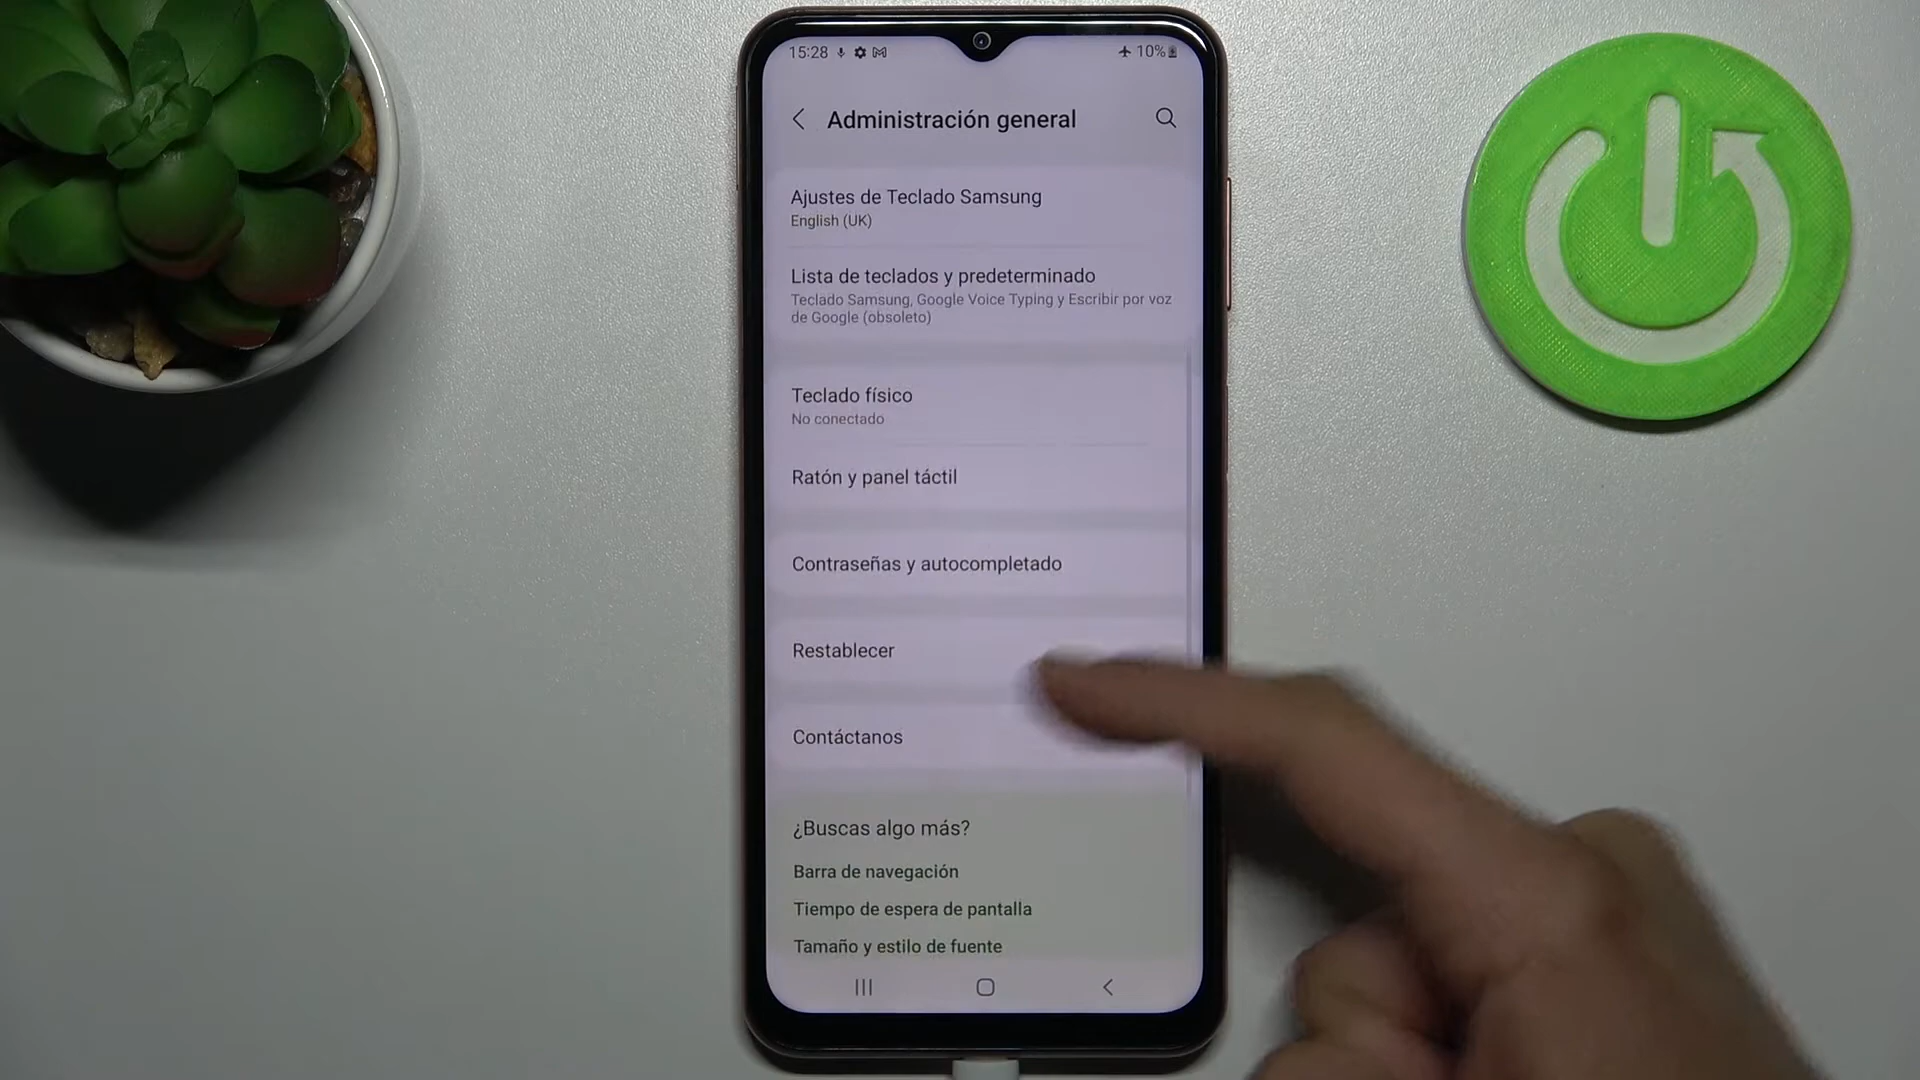 15:28 10%
Administración general
Ajustes de Teclado Samsung
English (UK)
Lista de teclados y predeterminado
Teclado Samsung, Google Voice Typing y Escribir por voz
de Google (obsoleto)
Teclado físico
No conectado
Ratón y panel táctil
Contraseñas y autocompletado
Restablecer
Contáctanos
¿Buscas algo más?
Barra de navegación
Tiempo de espera de pantalla
Tamaño y estilo de fuente